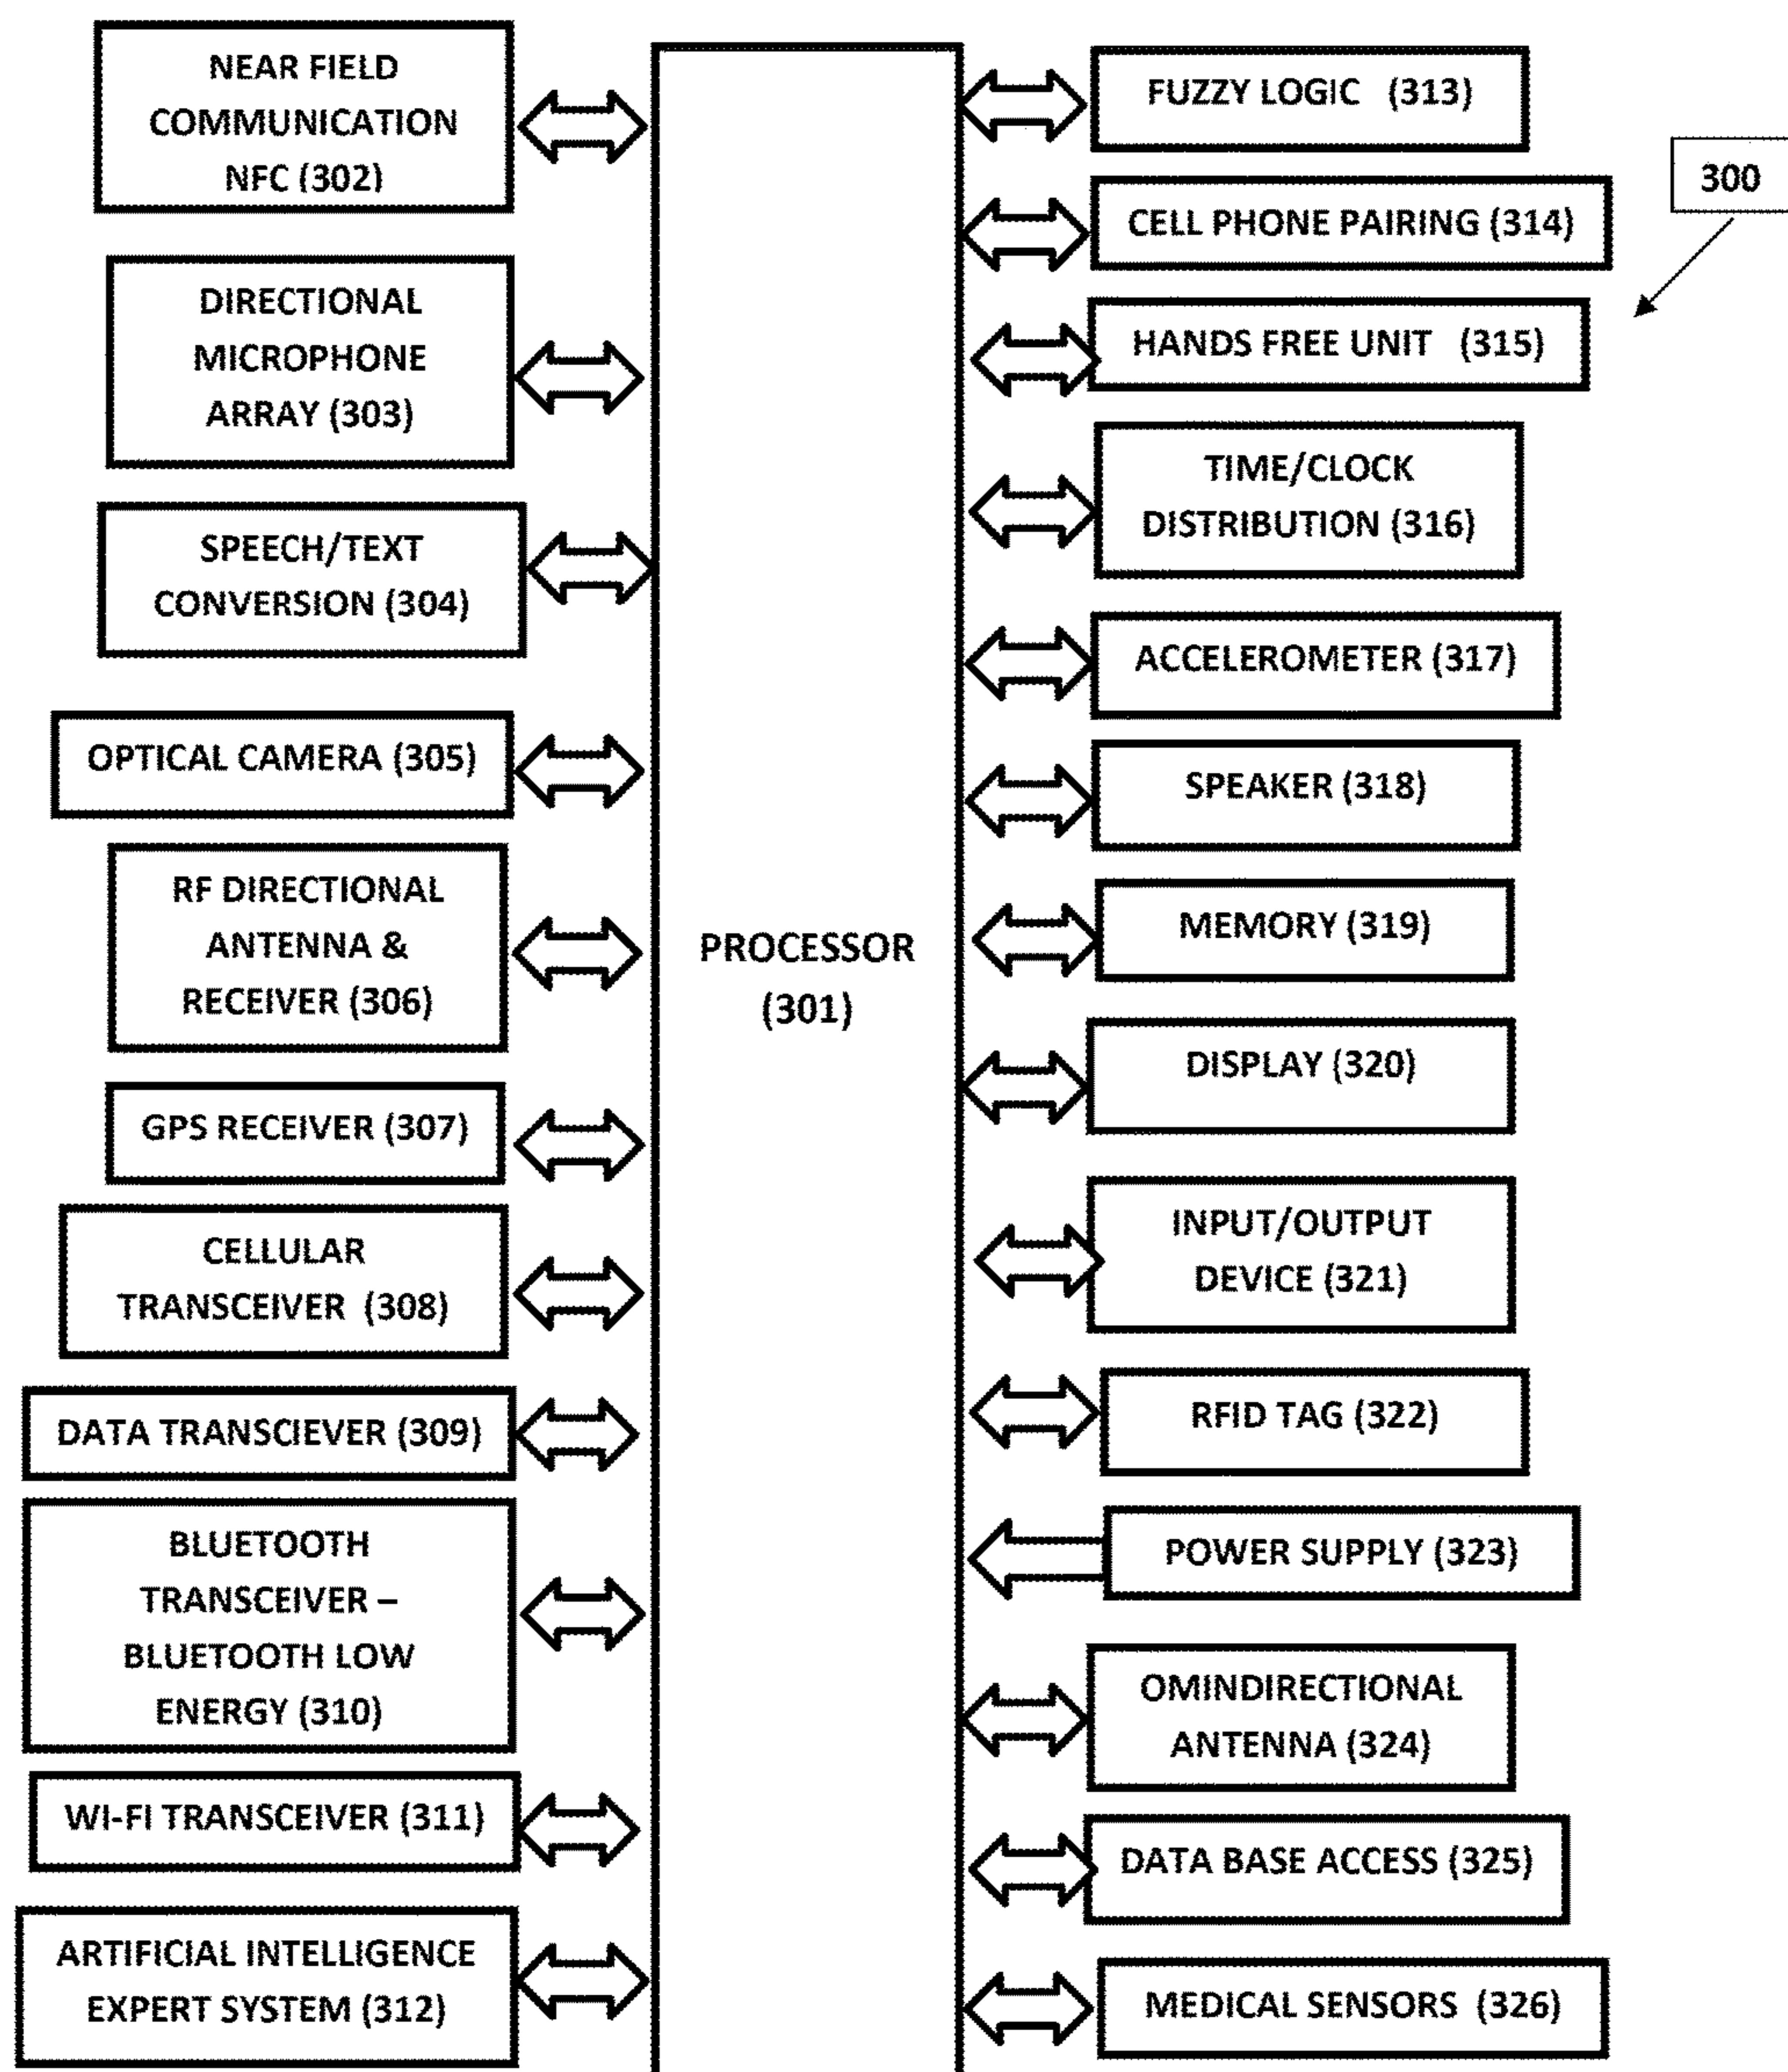 NEAR FIELD
COMMUNICATION
NFC (302)
DIRECTIONAL
MICROPHONE
ARRAY (303)
SPEECH/TEXT
CONVERSION (304)
OPTICAL CAMERA (305)
RF DIRECTIONAL
ANTENNA &
RECEIVER (306)
GPS RECEIVER (307)
CELLULAR
TRANSCEIVER (308)
DATA TRANSCIEVER (309)
BLUETOOTH
TRANSCEIVER –
BLUETOOTH LOW
ENERGY (310)
WI-FI TRANSCEIVER (311)
ARTIFICIAL INTELLIGENCE
EXPERT SYSTEM (312)
PROCESSOR
(301)
FUZZY LOGIC (313)
CELL PHONE PAIRING (314)
HANDS FREE UNIT (315)
TIME/CLOCK
DISTRIBUTION (316)
ACCELEROMETER (317)
SPEAKER (318)
MEMORY (319)
DISPLAY (320)
INPUT/OUTPUT
DEVICE (321)
RFID TAG (322)
POWER SUPPLY (323)
OMINDIRECTIONAL
ANTENNA (324)
DATA BASE ACCESS (325)
MEDICAL SENSORS (326)
300